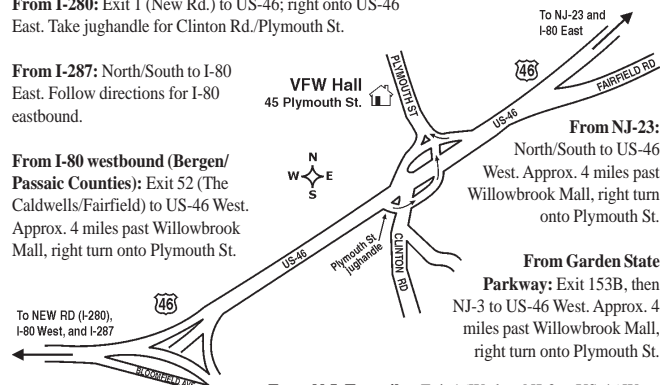 From I-280: Exit 1 (New Rd.) to US-46; right onto US-46
East. Take jughandle for Clinton Rd./Plymouth St.
From I-287: North/South to I-80
East. Follow directions for I-80
eastbound.
From I-80 westbound (Bergen/
Passaic Counties): Exit 52 (The
Caldwells/Fairfield) to US-46 West.
Approx. 4 miles past Willowbrook
Mall, right turn onto Plymouth St.
To NJ-23 and
I-80 East
46
FAIRFIELD RD
PLYMOUTH ST
VFW Hall
45 Plymouth St.
US-46
N
W E
S
From NJ-23:
North/South to US-46
West. Approx. 4 miles past
Willowbrook Mall, right turn
onto Plymouth St.
Plymouth St
jughandle
CLINTON RD
US-46
From Garden State
Parkway: Exit 153B, then
NJ-3 to US-46 West. Approx. 4
miles past Willowbrook Mall,
right turn onto Plymouth St.
46
To NEW RD (I-280),
I-80 West, and I-287
BLOOMFIELD AVE